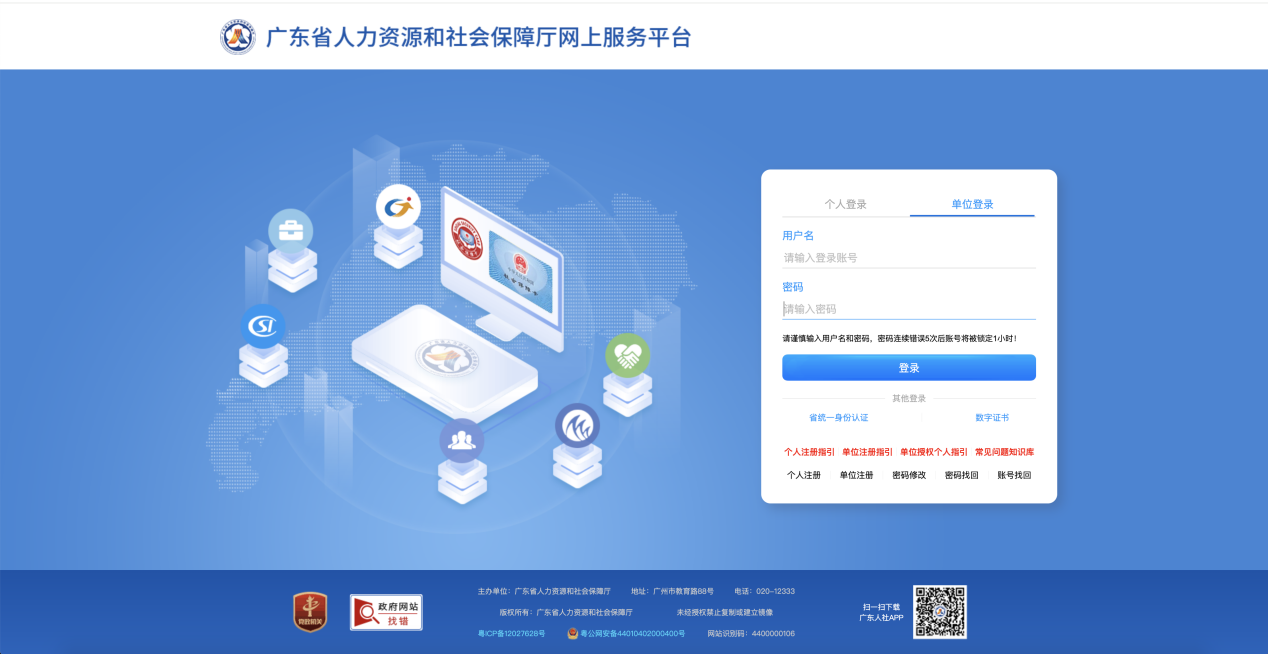 广东省人力资源和社会保障厅网上服务平台
个人登录 单位登录
用户名
请输入登录账号
密码
请输入密码
请谨慎输入用户名和密码，密码连续错误5次后账号将被锁定1小时！
登录
其他登录
省统一身份认证 数字证书
个人注册指引 单位注册指引 单位授权个人指引 常见问题知识库
个人注册 单位注册 密码修改 密码找回 账号找回
党政机关
政府网站
找错
主办单位：广东省人力资源和社会保障厅 地址：广州市教育路88号 电话：020-12333
版权所有：广东省人力资源和社会保障厅 未经授权禁止复制或建立镜像
粤ICP备12027628号 粤公网安备44010402000400号 网站识别码：4400000106
扫一扫下载
广东人社APP